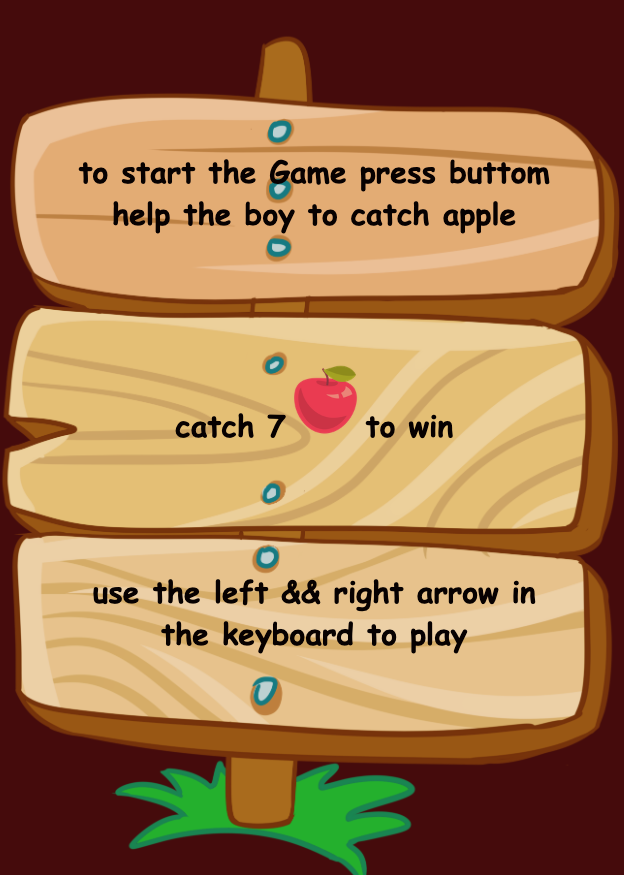 to start the Game press buttom
help the boy to catch apple
catch 7 to win
use the left && right arrow in
the keyboard to play